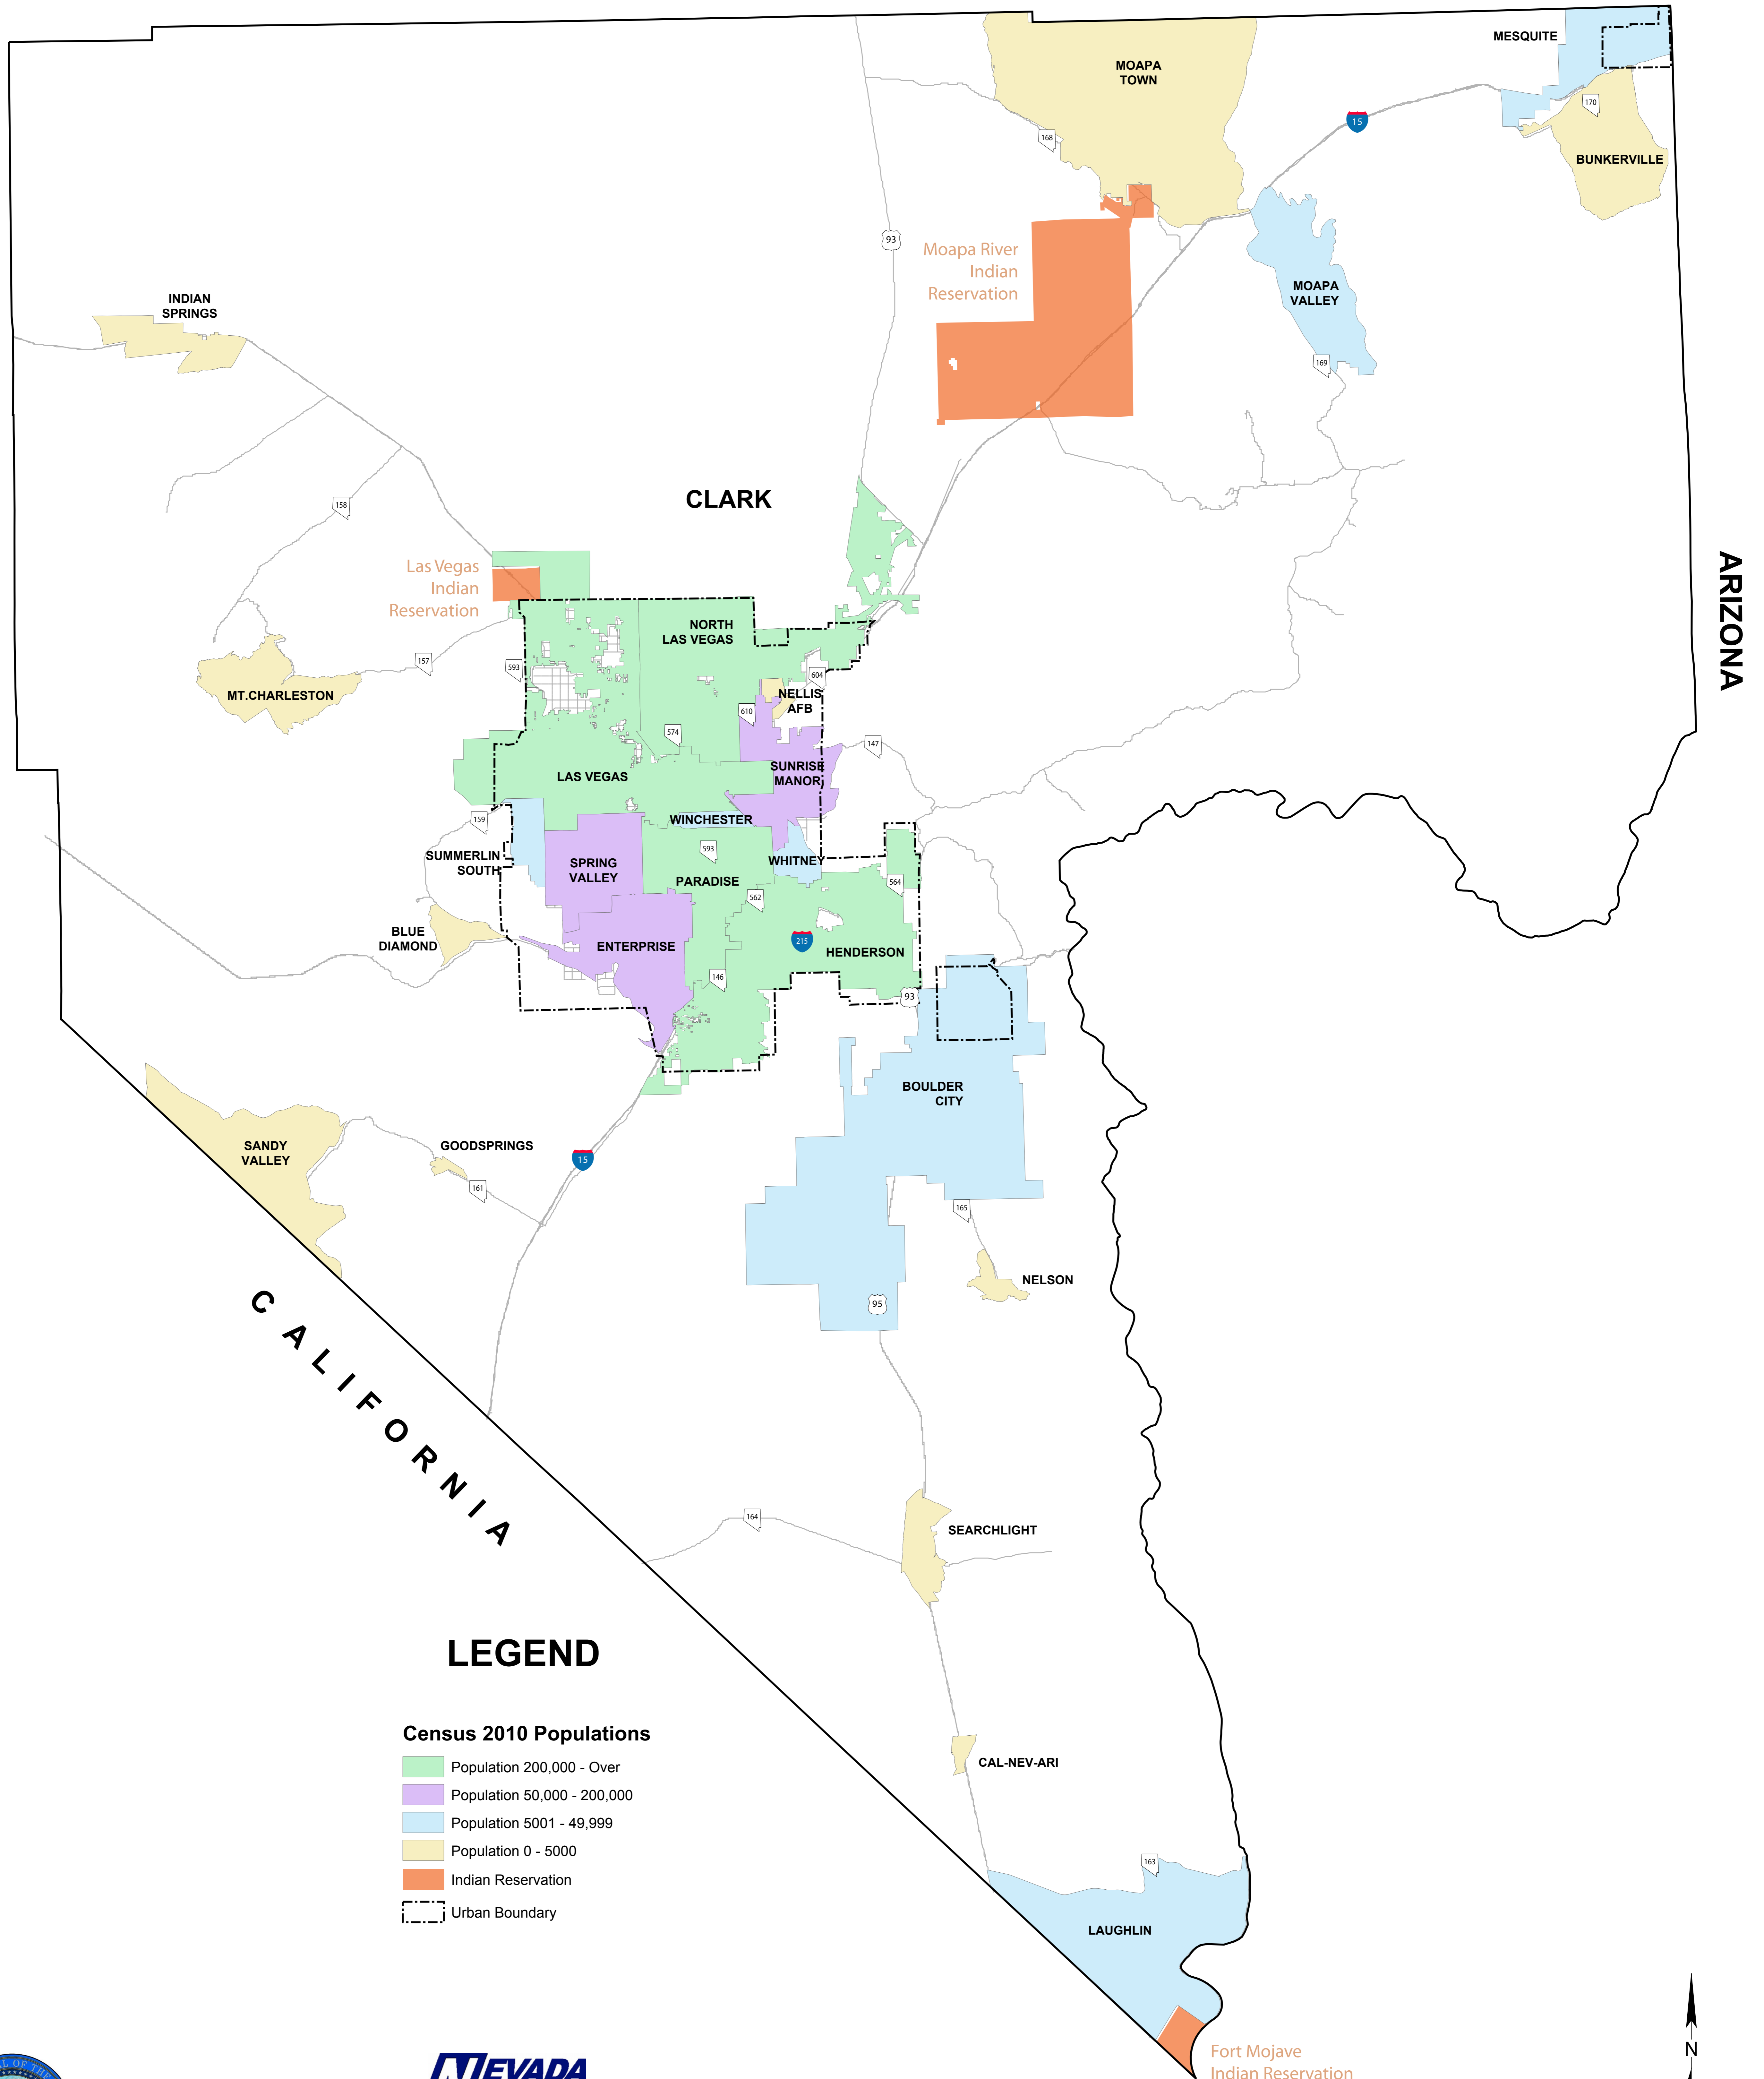 MESQUITE
MOAPA
TOWN
15
170
168
BUNKERVILLE
93
Moapa River
Indian
Reservation
MOAPA
VALLEY
INDIAN
SPRINGS
169
CLARK
158
ARIZONA
Las Vegas
Indian
Reservation
NORTH
LAS VEGAS
157
593
604
MT.CHARLESTON
NELLIS
AFB
610
574
147
SUNRISE
MANOR
LAS VEGAS
159
WINCHESTER
593
SUMMERLIN
SOUTH
SPRING
VALLEY
WHITNEY
PARADISE
564
562
BLUE
DIAMOND
ENTERPRISE
215
HENDERSON
146
93
BOULDER
CITY
SANDY
VALLEY
GOODSPRINGS
15
161
165
NELSON
95
CALIFORNIA
164
SEARCHLIGHT
LEGEND
Census 2010 Populations
Population 200,000 - Over
Population 50,000 - 200,000
Population 5001 - 49,999
Population 0 - 5000
Indian Reservation
Urban Boundary
CAL-NEV-ARI
163
LAUGHLIN
Fort Mojave
Indian Reservation
N
NEVADA
OF THE